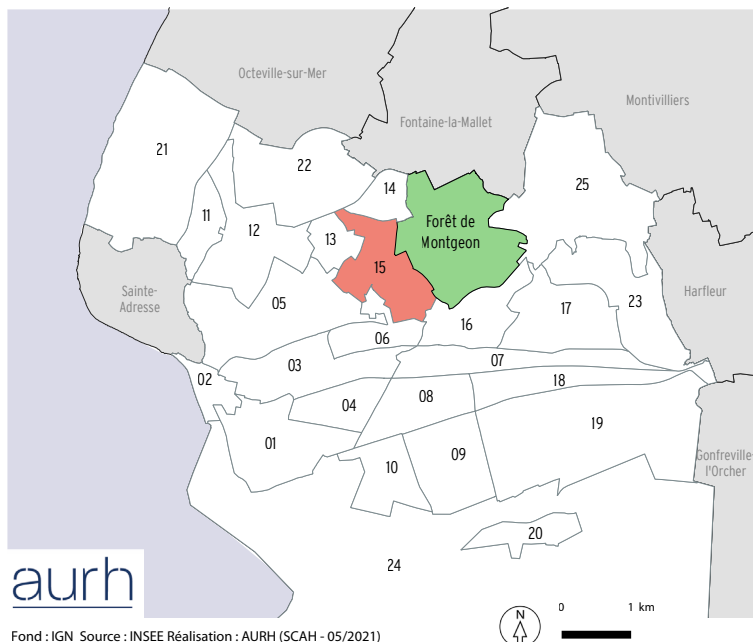 Octeville-sur-Mer
Montivilliers
Fontaine-la-Mallet
21
22
14
25
11
12
13
Forêt de
Montgeon
15
Sainte-
Adresse
05
17
23
Harfleur
16
06
07
03
02
18
04
08
19
01
10
09
Gonfreville-
l'Orcher
20
24
aurh
N
0 1 km
Fond : IGN Source : INSEE Réalisation : AURH (SCAH - 05/2021)